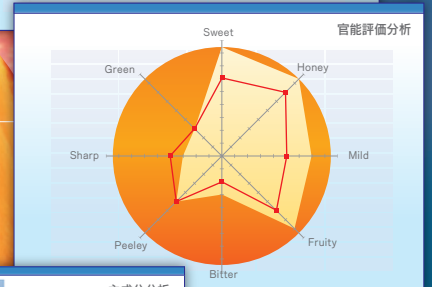 官能評価分析
Sweet
Green
Honey
Sharp
Mild
Peeley
Fruity
Bitter